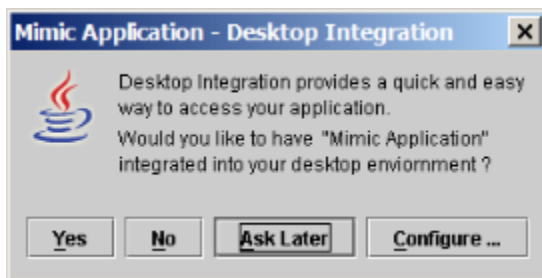 Mimic Application - Desktop Integration
Desktop Integration provides a quick and easy
way to access your application.
Would you like to have "Mimic Application"
integrated into your desktop enviornment ?
Yes No Ask Later Configure ...